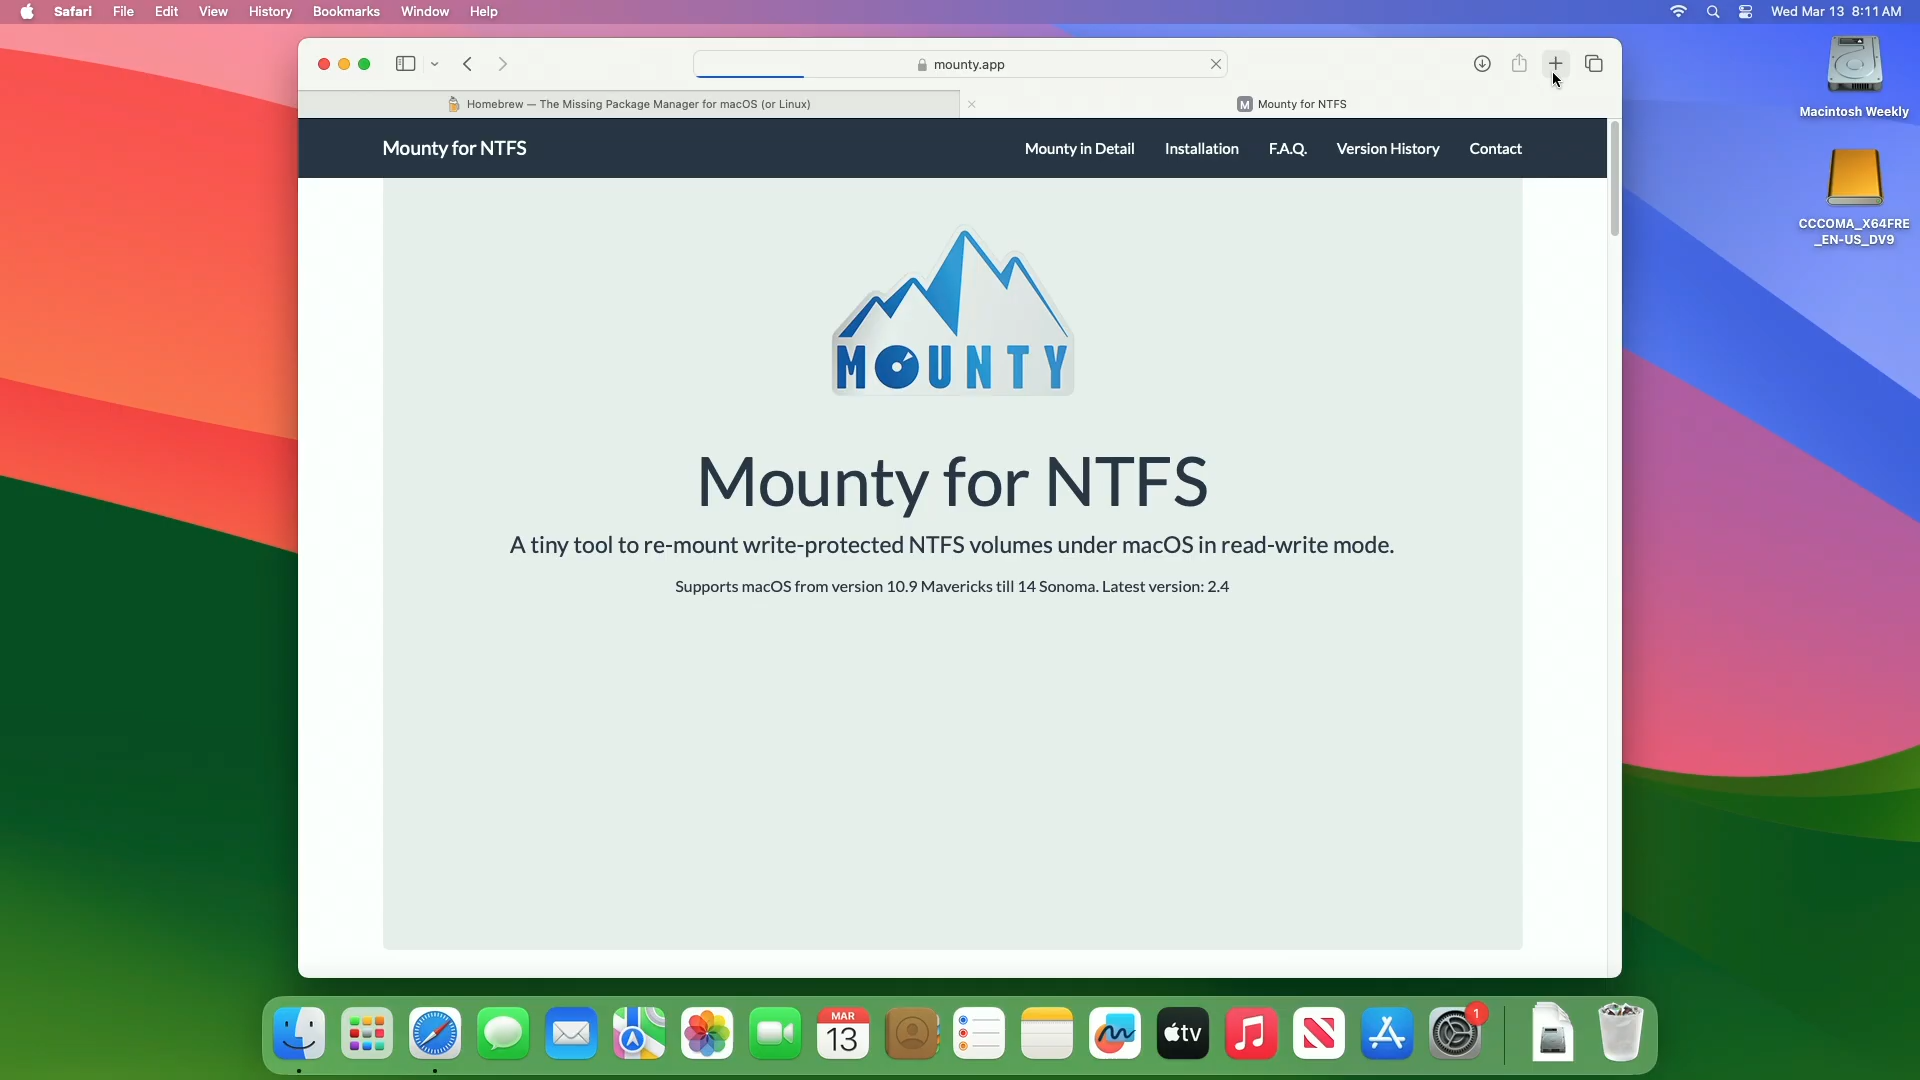 Safari File Edit View History Bookmarks Window Help
Wed Mar 13 8:11 AM
mounty.app
Homebrew — The Missing Package Manager for macOS (or Linux)
M Mounty for NTFS
Mounty for NTFS
Mounty in Detail Installation F.A.Q. Version History Contact
MOUNTY
Mounty for NTFS
A tiny tool to re-mount write-protected NTFS volumes under macOS in read-write mode.
Supports macOS from version 10.9 Mavericks till 14 Sonoma. Latest version: 2.4
Macintosh Weekly
CCCOMA_X64FRE
_EN-US_DV9
MAR
13
tv
1